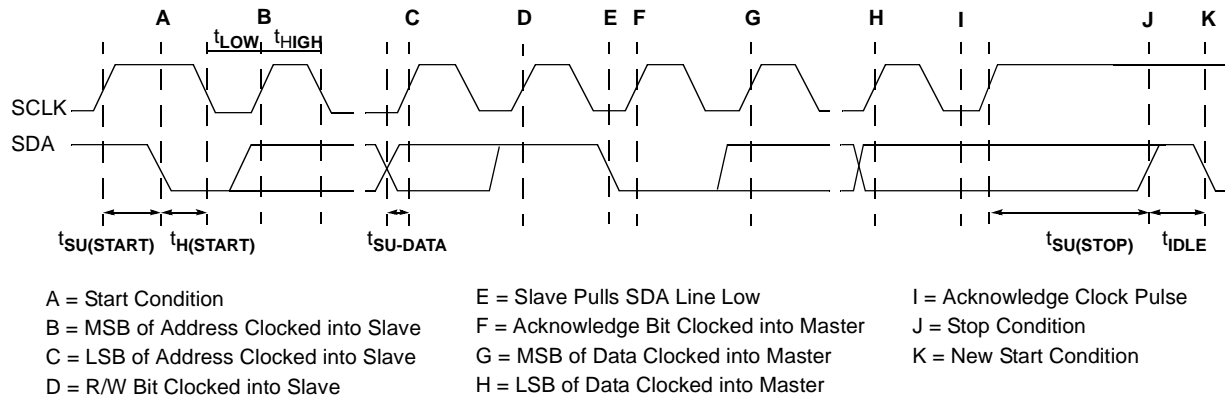 A B C D E F G H I J K
tLOW tHIGH
SCLK
SDA
tSU(START) tH(START) tSU-DATA tSU(STOP) tIDLE
A = Start Condition
B = MSB of Address Clocked into Slave
C = LSB of Address Clocked into Slave
D = R/W Bit Clocked into Slave
E = Slave Pulls SDA Line Low
F = Acknowledge Bit Clocked into Master
G = MSB of Data Clocked into Master
H = LSB of Data Clocked into Master
I = Acknowledge Clock Pulse
J = Stop Condition
K = New Start Condition